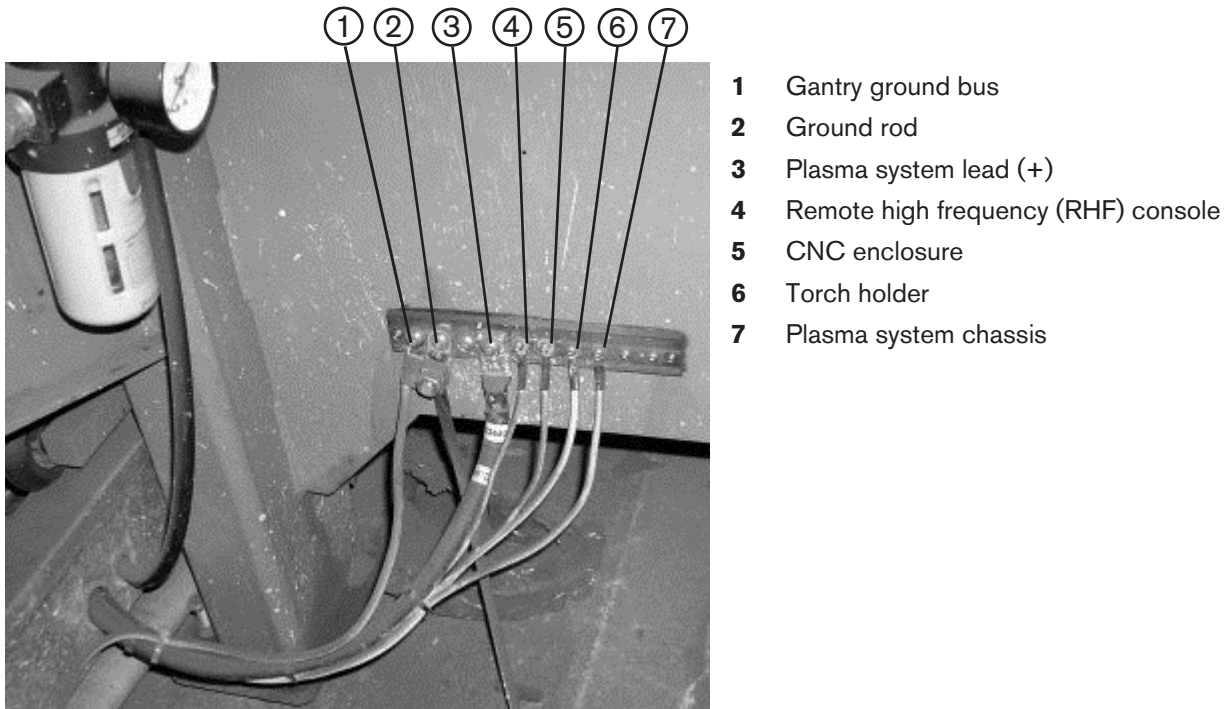 1 2 3 4 5 6 7
1 Gantry ground bus
2 Ground rod
3 Plasma system lead (+)
4 Remote high frequency (RHF) console
5 CNC enclosure
6 Torch holder
7 Plasma system chassis